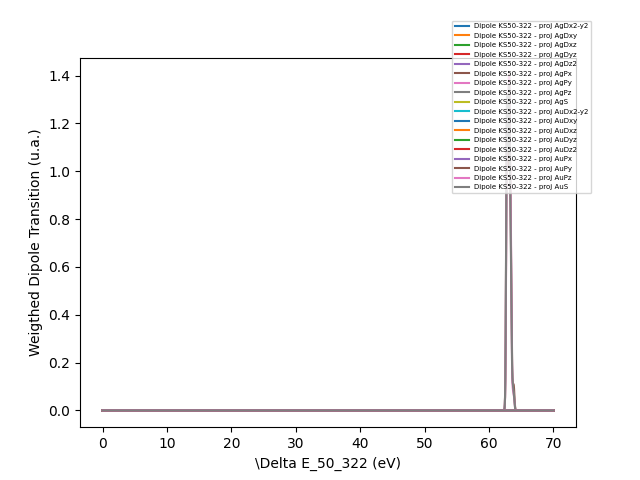 Dipole KS50-322 - proj AgDx2-y2
Dipole KS50-322 - proj AgDxy
Dipole KS50-322 - proj AgDxz
Dipole KS50-322 - proj AgDyz
Dipole KS50-322 - proj AgDz2
Dipole KS50-322 - proj AgPx
Dipole KS50-322 - proj AgPy
Dipole KS50-322 - proj AgPz
Dipole KS50-322 - proj AgS
Dipole KS50-322 - proj AuDx2-y2
Dipole KS50-322 - proj AuDxy
Dipole KS50-322 - proj AuDxz
Dipole KS50-322 - proj AuDyz
Dipole KS50-322 - proj AuDz2
Dipole KS50-322 - proj AuPx
Dipole KS50-322 - proj AuPy
Dipole KS50-322 - proj AuPz
Dipole KS50-322 - proj AuS
1.4
1.2
1.0
0.8
0.6
0.4
0.2
0.0
Weigthed Dipole Transition (u.a.)
0 10 20 30 40 50 60 70
\Delta E_50_322 (eV)